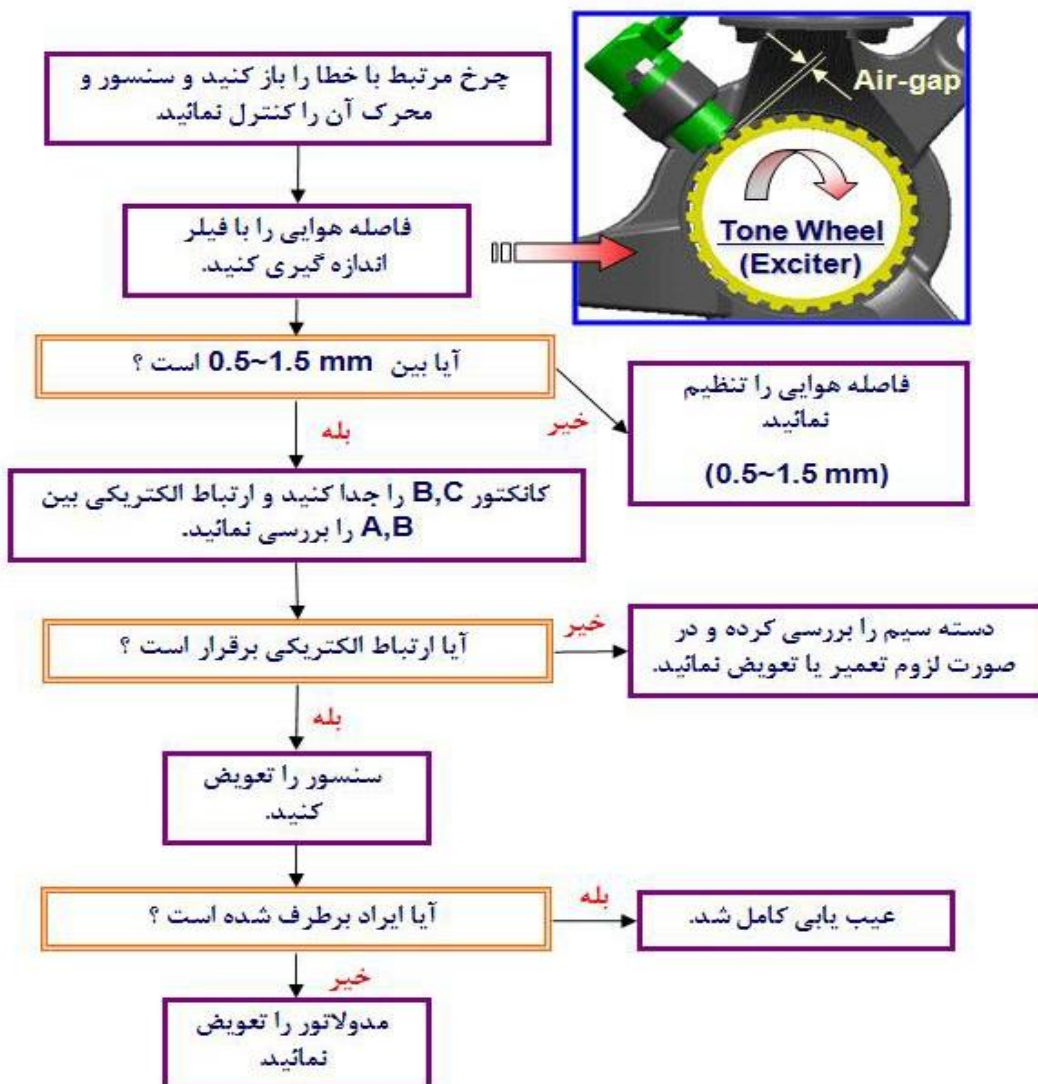 چرخ مرتبط با خطا را باز کنید و سنسور و
محرک آن را کنترل نمائید.
Air-gap
Tone Wheel
(Exciter)
فاصله هوایی را با فیلر
اندازه گیری کنید.
آیا بین 0.5~1.5 mm است ؟
خیر
فاصله هوایی را تنظیم
نمائید.
(0.5~1.5 mm)
بله
کانکتور B,C را جدا کنید و ارتباط الکتریکی بین
A,B را بررسی نمائید.
آیا ارتباط الکتریکی برقرار است ؟
خیر
دسته سیم را بررسی کرده و در
صورت لزوم تعمیر یا تعویض نمائید.
بله
سنسور را تعویض
کنید.
آیا ایراد برطرف شده است ؟
بله
عیب یابی کامل شد.
خیر
مدولاتور را تعویض
نمائید.